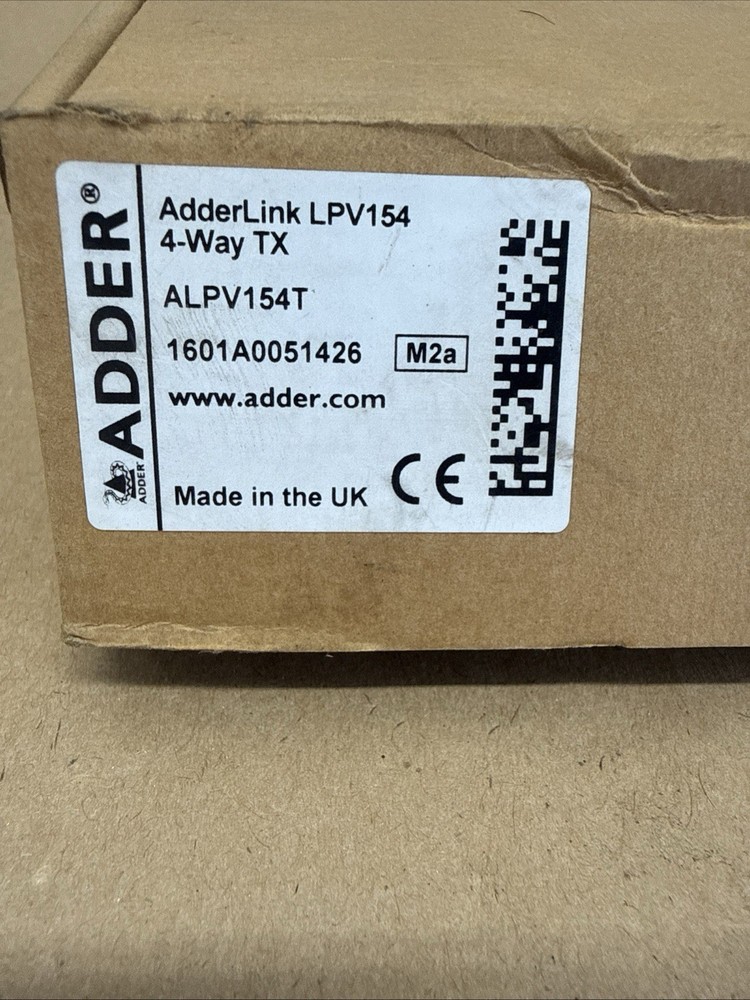 ADDER®
ADDER
AdderLink LPV154
4-Way TX
ALPV154T
1601A0051426
M2a
www.adder.com
Made in the UK
CE